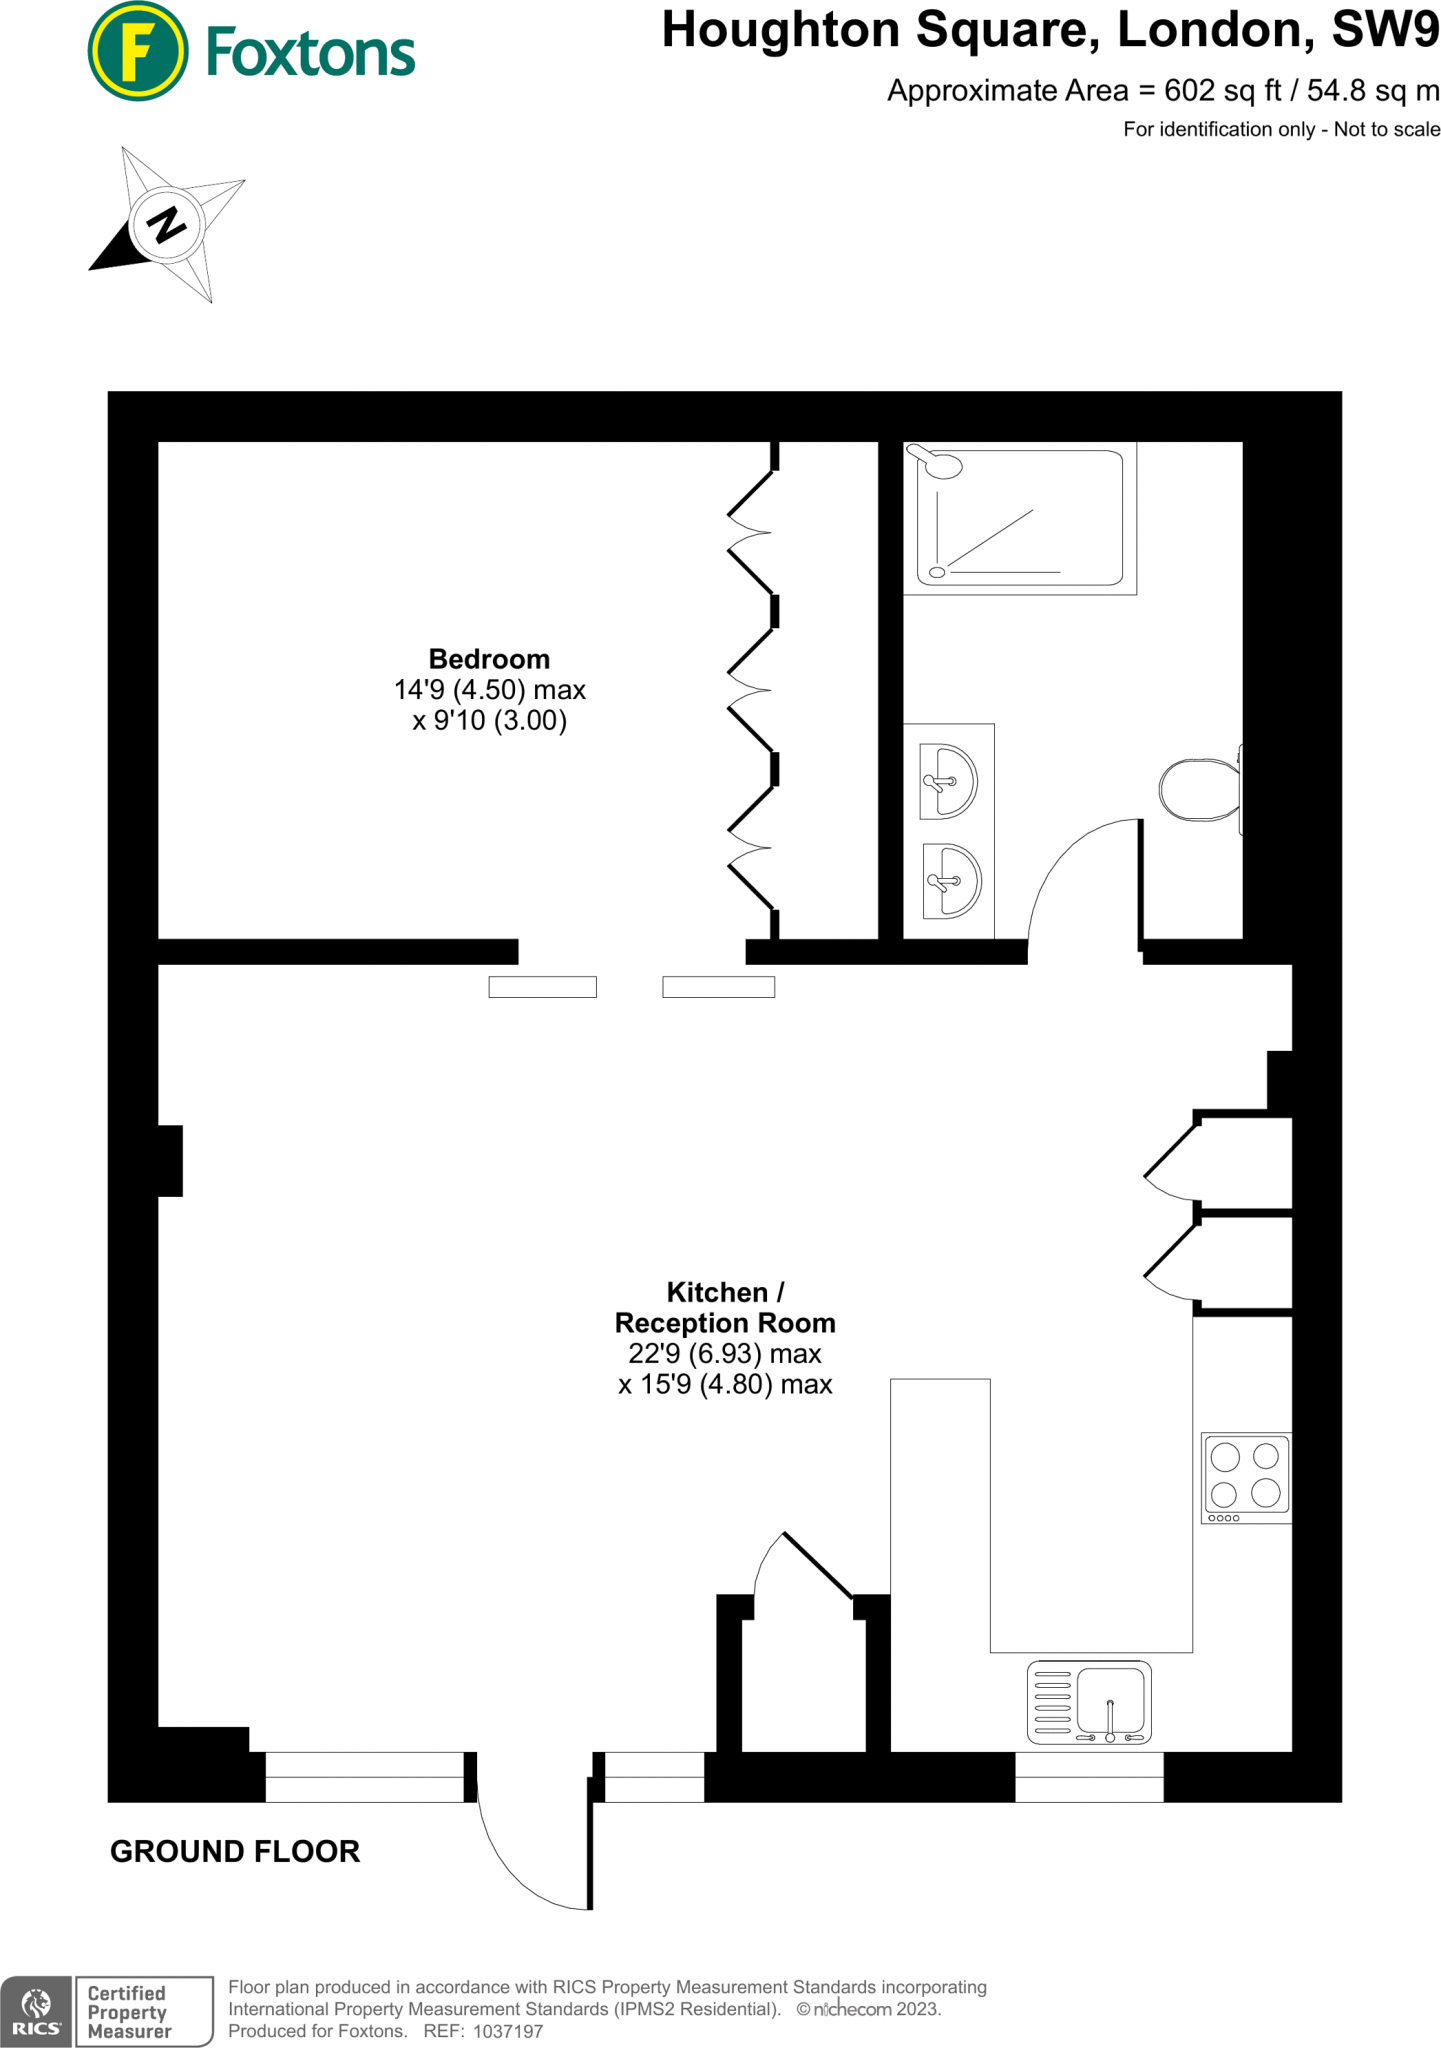 F Foxtons
Houghton Square, London, SW9
Approximate Area = 602 sq ft / 54.8 sq m
For identification only - Not to scale
N
Bedroom
14'9 (4.50) max
x 9'10 (3.00)
Kitchen /
Reception Room
22'9 (6.93) max
x 15'9 (4.80) max
GROUND FLOOR
RICS
Certified
Property
Measurer
Floor plan produced in accordance with RICS Property Measurement Standards incorporating
International Property Measurement Standards (IPMS2 Residential). © nichecom 2023.
Produced for Foxtons. REF: 1037197